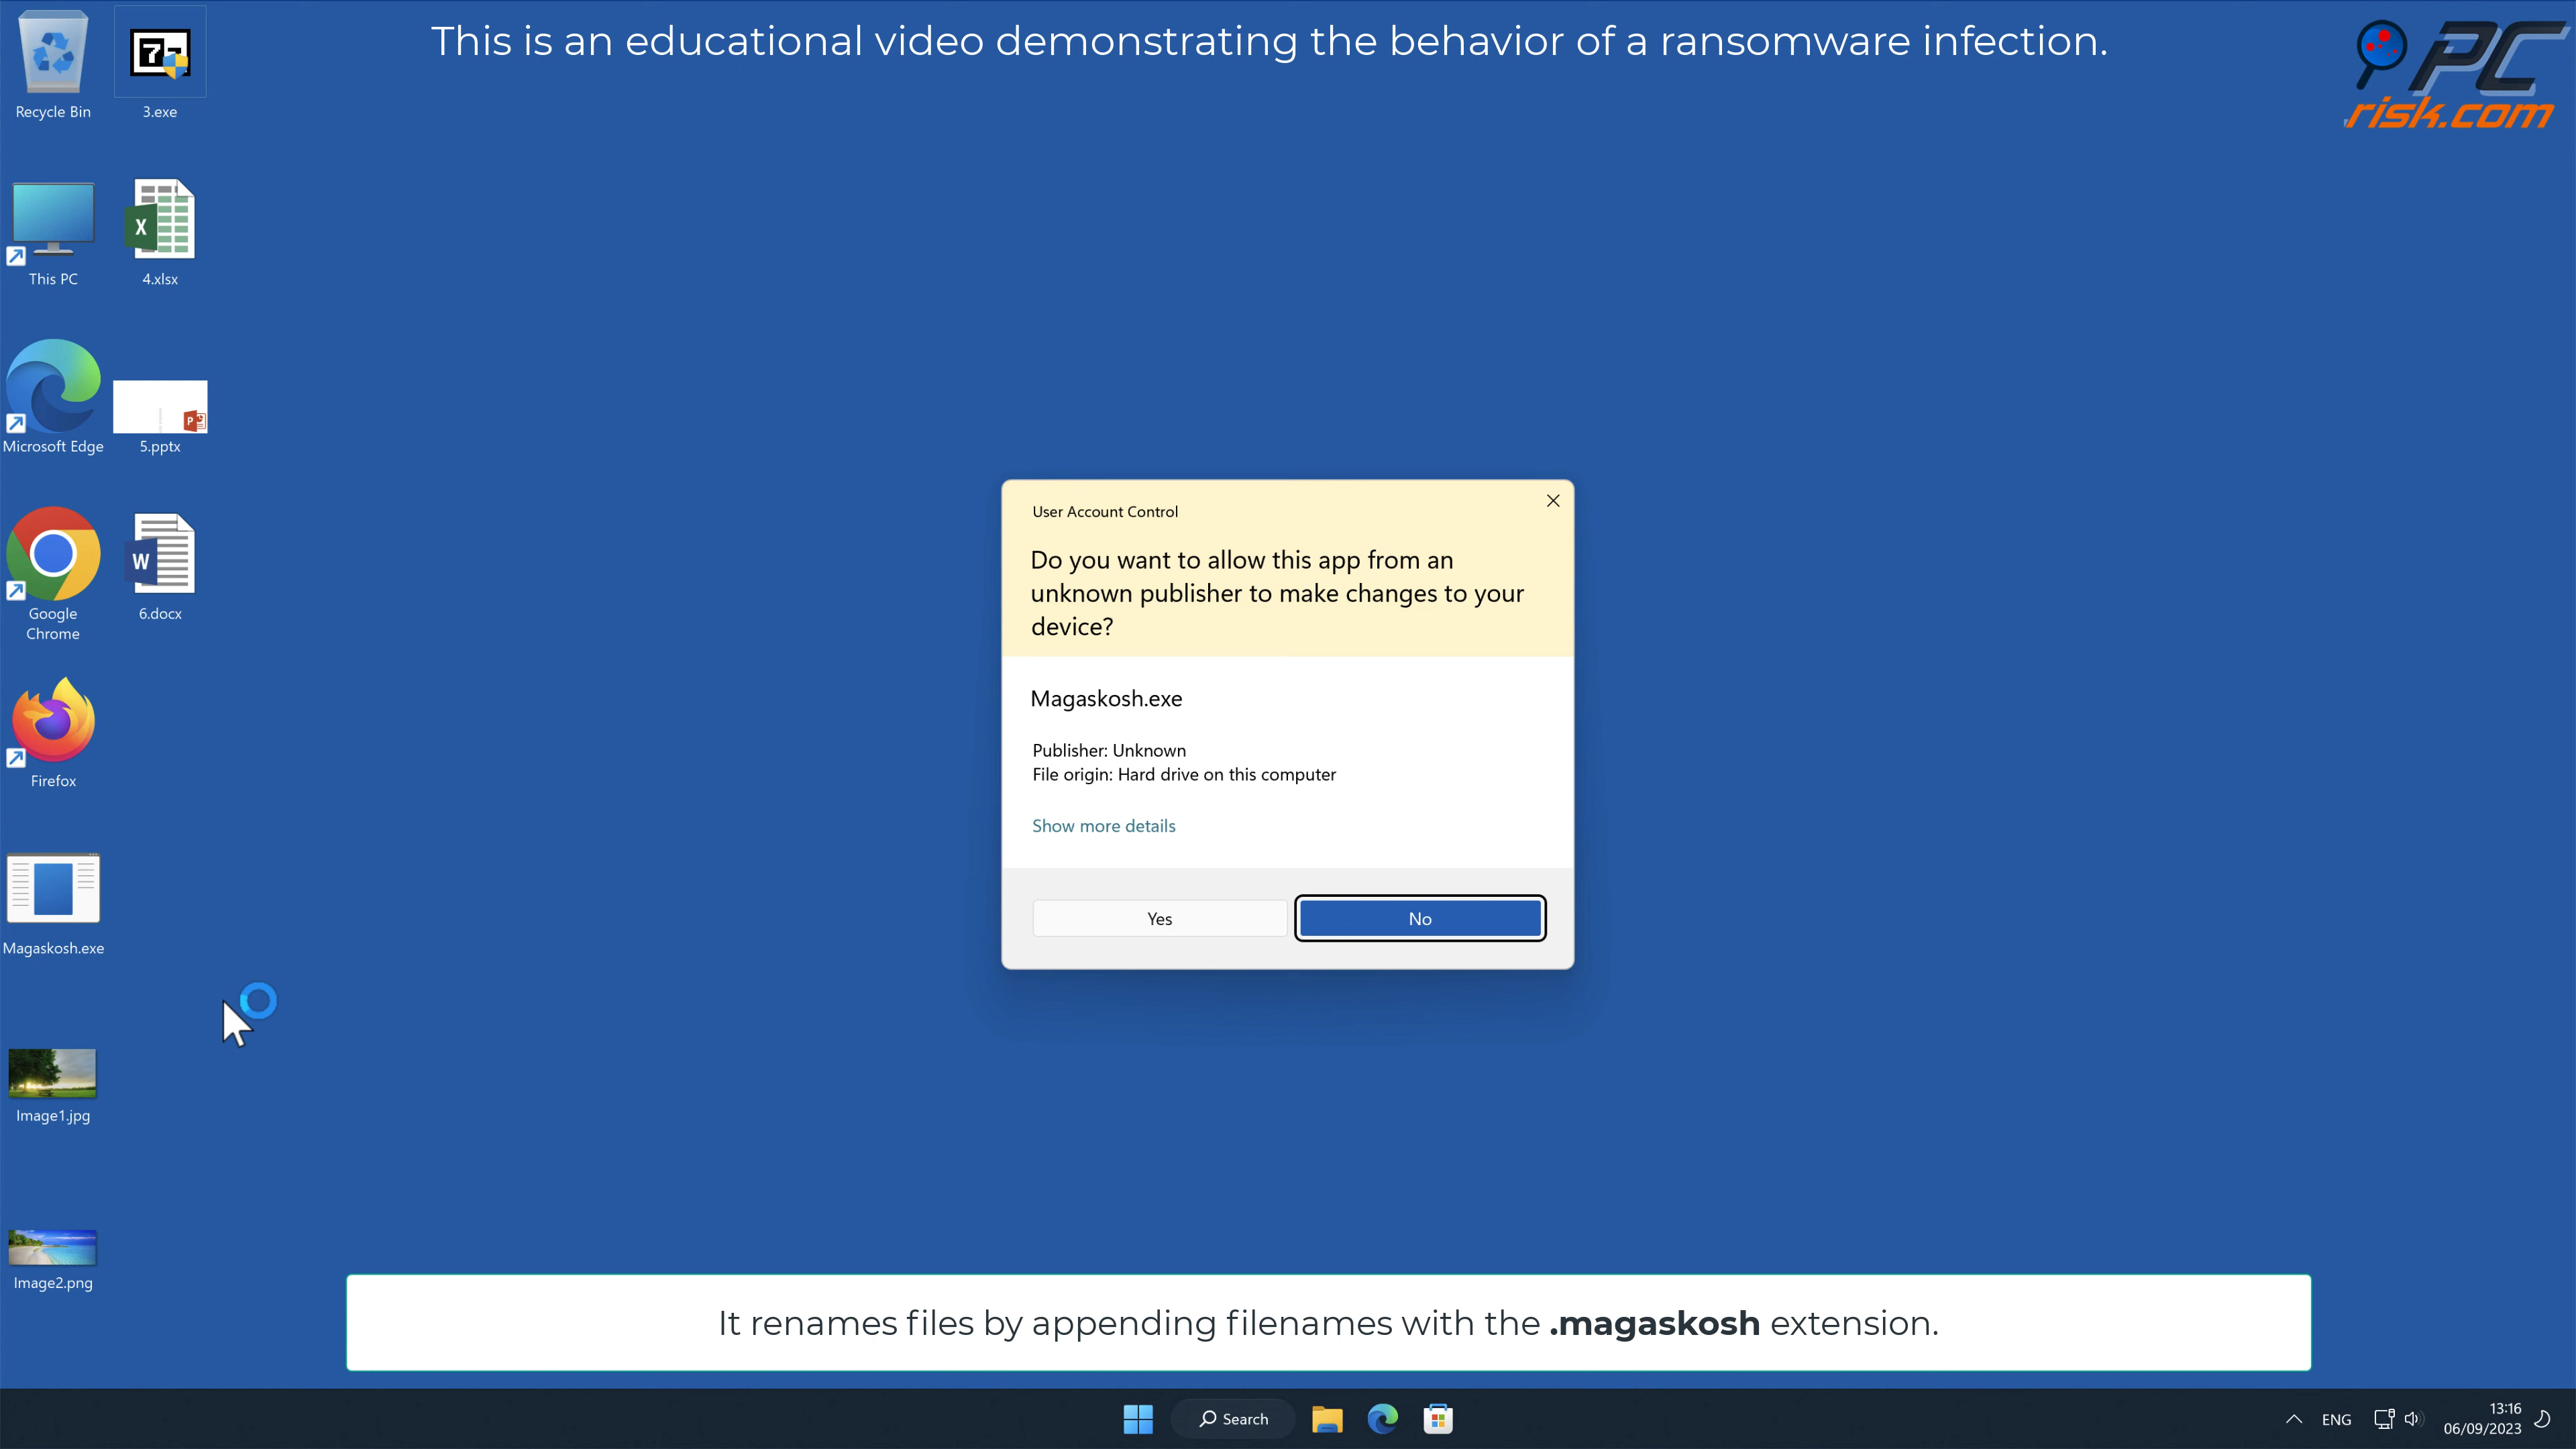 This is an educational video demonstrating the behavior of a ransomware infection.
PC
risk.com
Recycle Bin
3.exe
This PC
4.xlsx
Microsoft Edge
5.pptx
Google
Chrome
6.docx
Firefox
Magaskosh.exe
Image1.jpg
Image2.png
User Account Control
Do you want to allow this app from an
unknown publisher to make changes to your
device?
Magaskosh.exe
Publisher: Unknown
File origin: Hard drive on this computer
Show more details
Yes
No
It renames files by appending filenames with the .magaskosh extension.
Search
ENG
13:16
06/09/2023